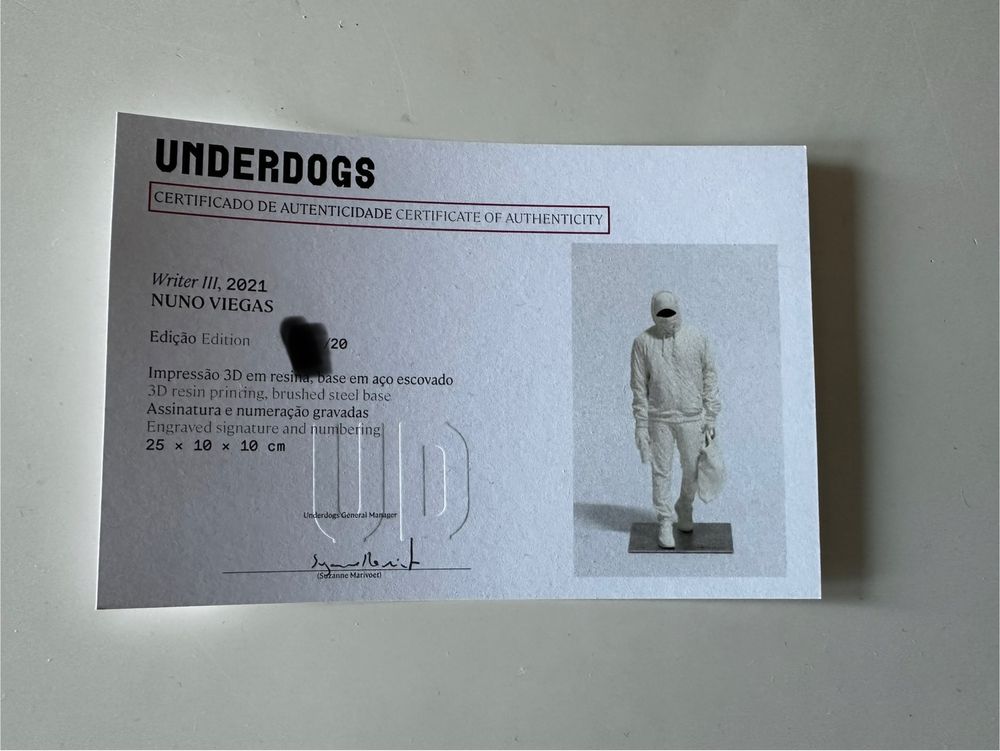 UNDERDOGS
CERTIFICADO DE AUTENTICIDADE CERTIFICATE OF AUTHENTICITY
Writer III, 2021
NUNO VIEGAS
Edição Edition /20
Impressão 3D em resina, base em aço escovado
3D resin printing, brushed steel base
Assinatura e numeração gravadas
Engraved signature and numbering
25 × 10 × 10 cm
Underdogs General Manager
(Suzanne Marivoet)